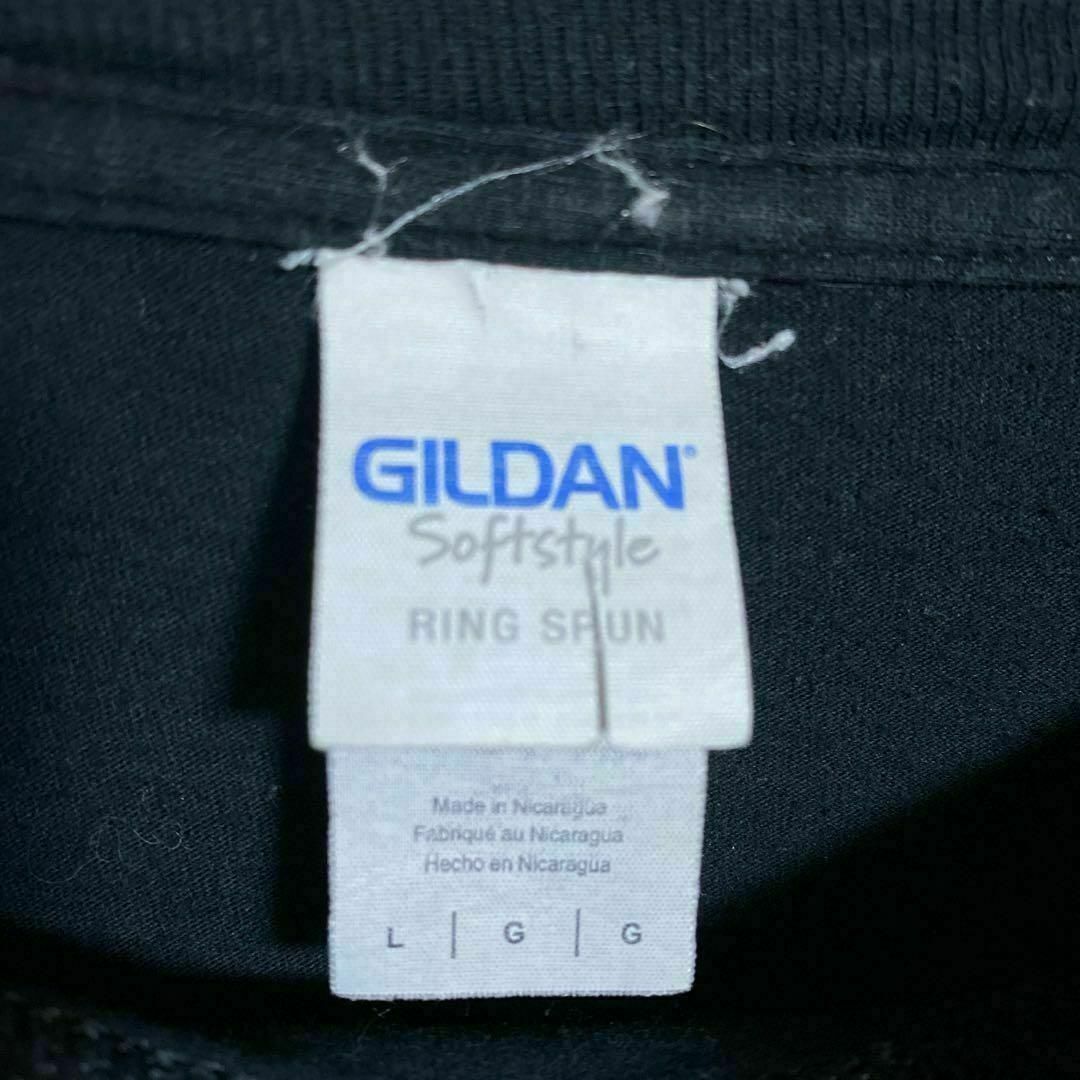 GILDAN®
Softstyle
RING SPUN
Made in Nicaragua
Fabriqué au Nicaragua
Hecho en Nicaragua
L | G | G